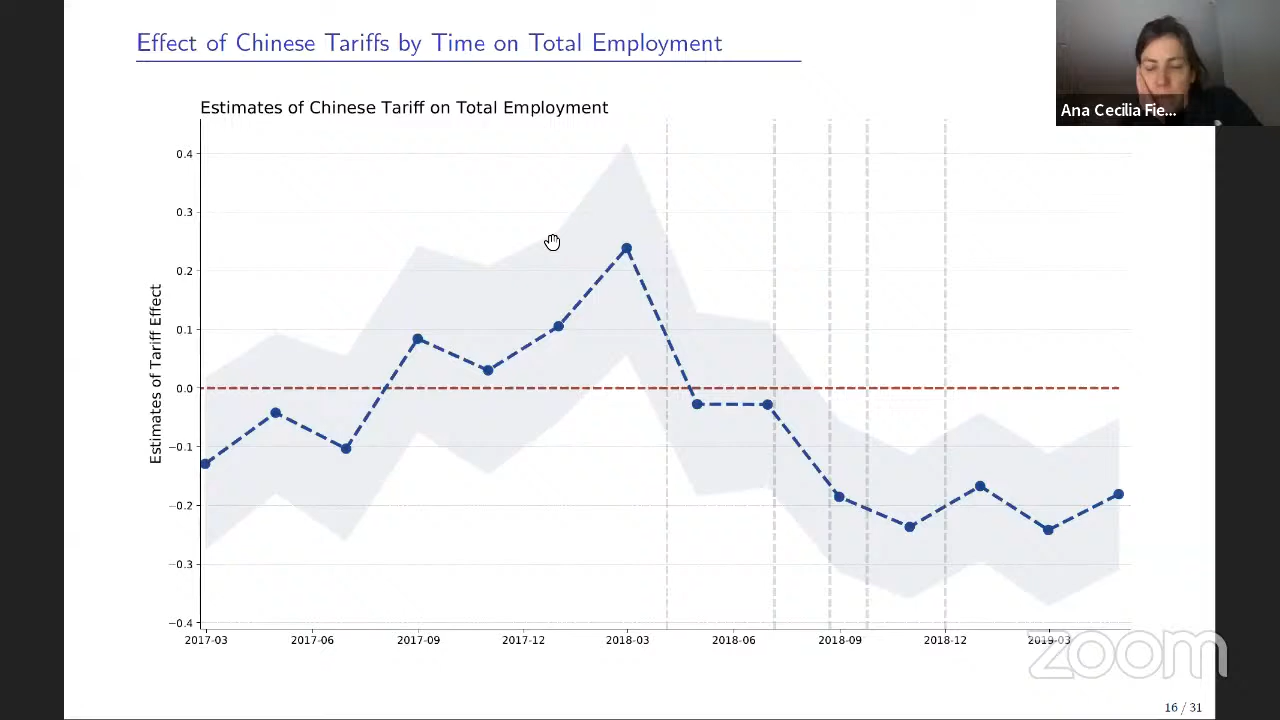 Effect of Chinese Tariffs by Time on Total Employment
Ana Cecilia Fie...
Estimates of Chinese Tariff on Total Employment
Estimates of Tariff Effect
0.4
0.3
0.2
0.1
0.0
−0.1
−0.2
−0.3
−0.4
2017-03 2017-06 2017-09 2017-12 2018-03 2018-06 2018-09 2018-12 2019-03
zoom
16 / 31